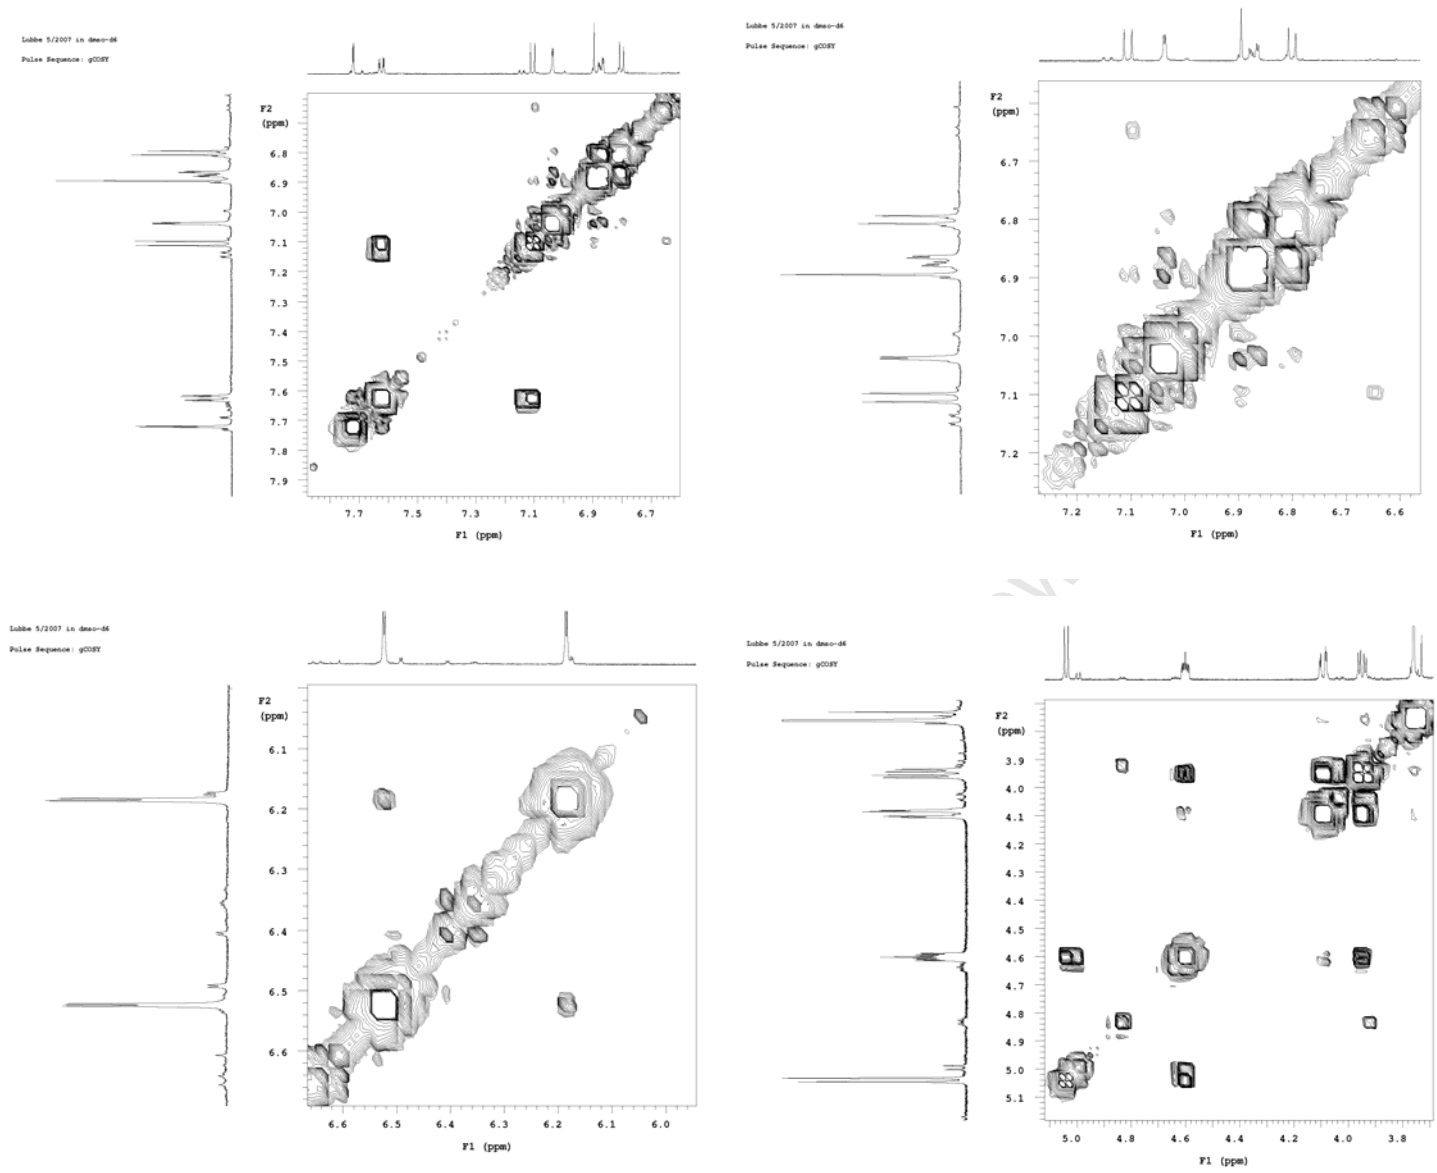 Lubbe 5/2007 in dmso-d6
Pulse Sequence: gCOSY
F2
(ppm)
6.8
6.9
7.0
7.1
7.2
7.3
7.4
7.5
7.6
7.7
7.8
7.9
7.7 7.5 7.3 7.1 6.9 6.7
F1 (ppm)
Lubbe 5/2007 in dmso-d6
Pulse Sequence: gCOSY
F2
(ppm)
6.7
6.8
6.9
7.0
7.1
7.2
7.2 7.1 7.0 6.9 6.8 6.7 6.6
F1 (ppm)
Lubbe 5/2007 in dmso-d6
Pulse Sequence: gCOSY
F2
(ppm)
6.1
6.2
6.3
6.4
6.5
6.6
6.6 6.5 6.4 6.3 6.2 6.1 6.0
F1 (ppm)
Lubbe 5/2007 in dmso-d6
Pulse Sequence: gCOSY
F2
(ppm)
3.9
4.0
4.1
4.2
4.3
4.4
4.5
4.6
4.7
4.8
4.9
5.0
5.1
5.0 4.8 4.6 4.4 4.2 4.0 3.8
F1 (ppm)